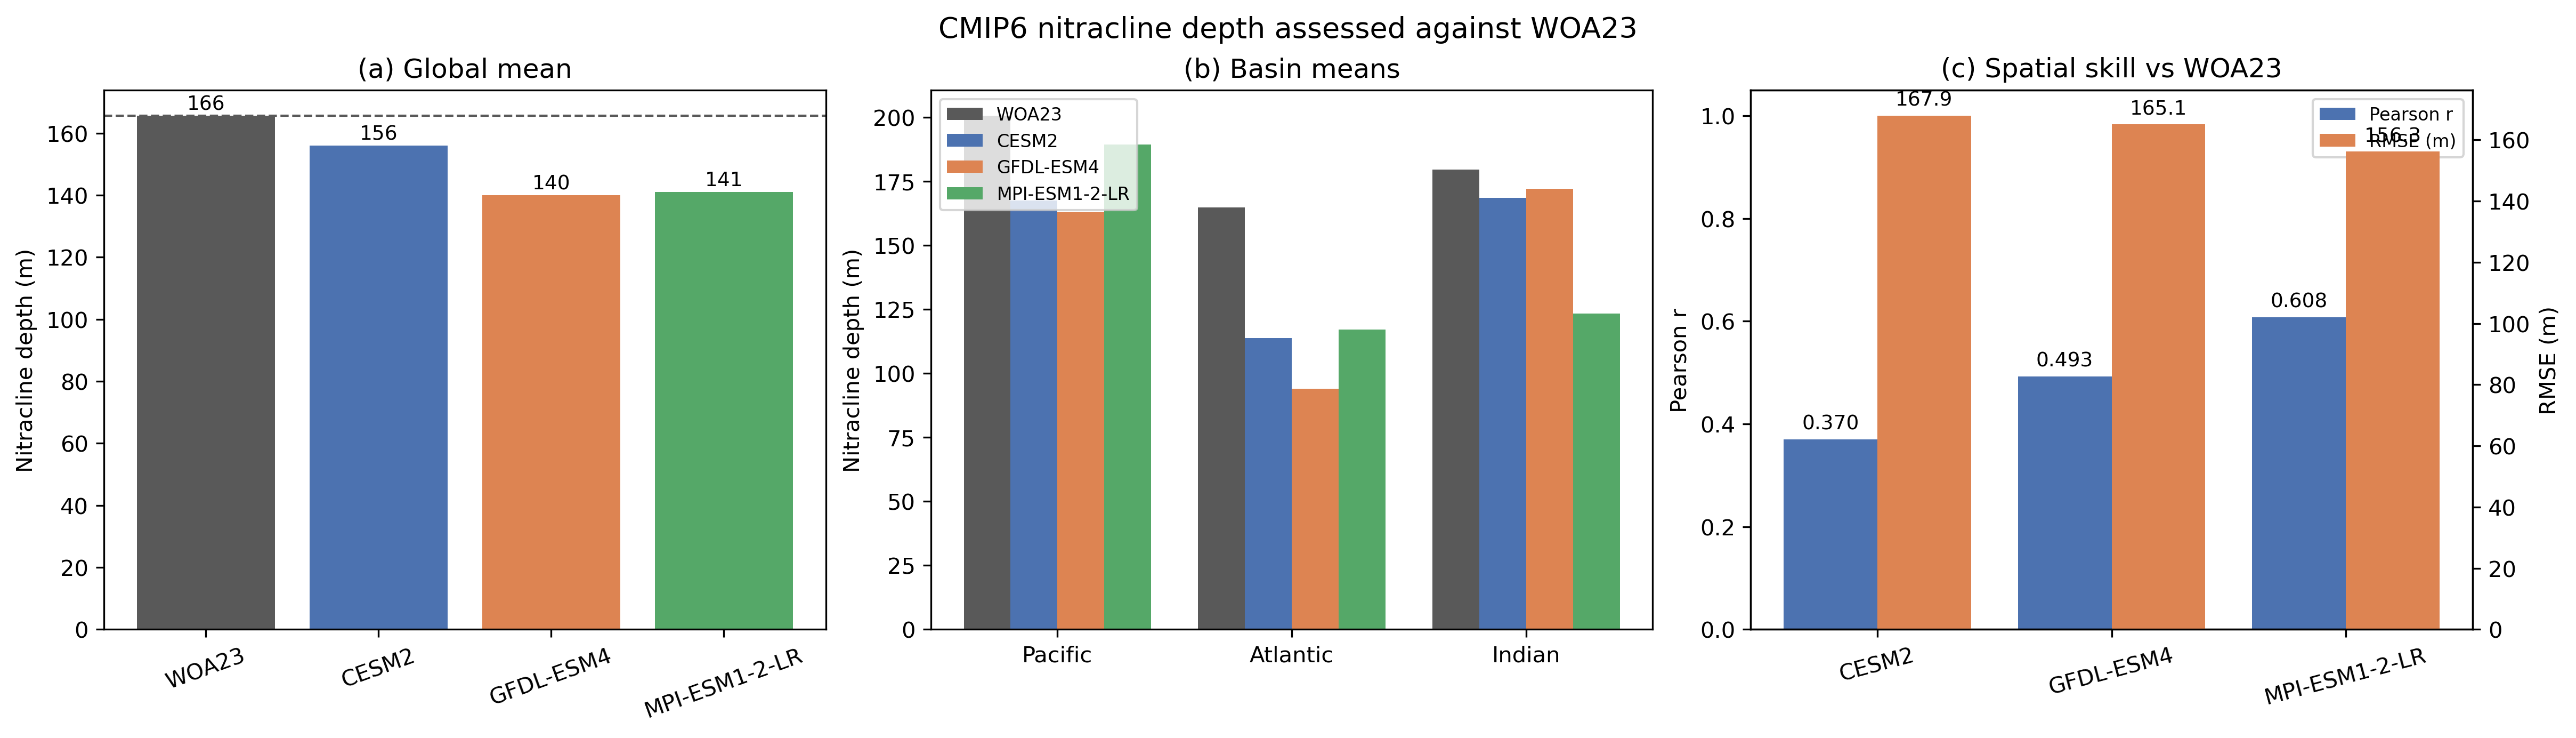 CMIP6 nitracline depth assessed against WOA23
(a) Global mean
Nitracline depth (m)
160
140
120
100
80
60
40
20
0
166
156
140
141
WOA23
CESM2
GFDL-ESM4
MPI-ESM1-2-LR
(b) Basin means
Nitracline depth (m)
200
175
150
125
100
75
50
25
0
WOA23
CESM2
GFDL-ESM4
MPI-ESM1-2-LR
Pacific
Atlantic
Indian
(c) Spatial skill vs WOA23
Pearson r
1.0
0.8
0.6
0.4
0.2
0.0
Pearson r
RMSE (m)
167.9
165.1
156.3
0.370
0.493
0.608
160
140
120
100
80
60
40
20
0
RMSE (m)
CESM2
GFDL-ESM4
MPI-ESM1-2-LR